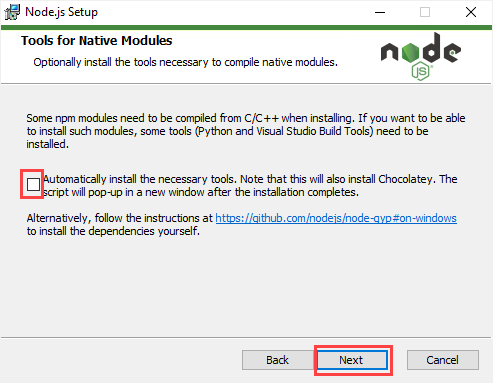 Node.js Setup
Tools for Native Modules
Optionally install the tools necessary to compile native modules.
node
JS
Some npm modules need to be compiled from C/C++ when installing. If you want to be able
to install such modules, some tools (Python and Visual Studio Build Tools) need to be
installed.
Automatically install the necessary tools. Note that this will also install Chocolatey. The
script will pop-up in a new window after the installation completes.
Alternatively, follow the instructions at https://github.com/nodejs/node-gyp#on-windows
to install the dependencies yourself.
Back Next Cancel